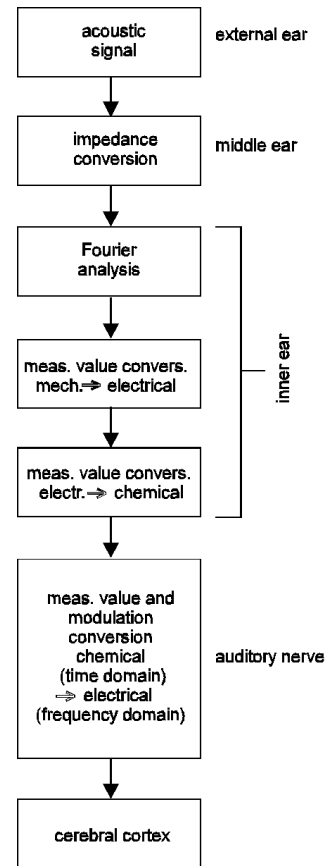 acoustic
signal
external ear
impedance
conversion
middle ear
Fourier
analysis
meas. value convers.
mech.⇒ electrical
meas. value convers.
electr.⇒ chemical
inner ear
meas. value and
modulation
conversion
chemical
(time domain)
⇒ electrical
(frequency domain)
auditory nerve
cerebral cortex